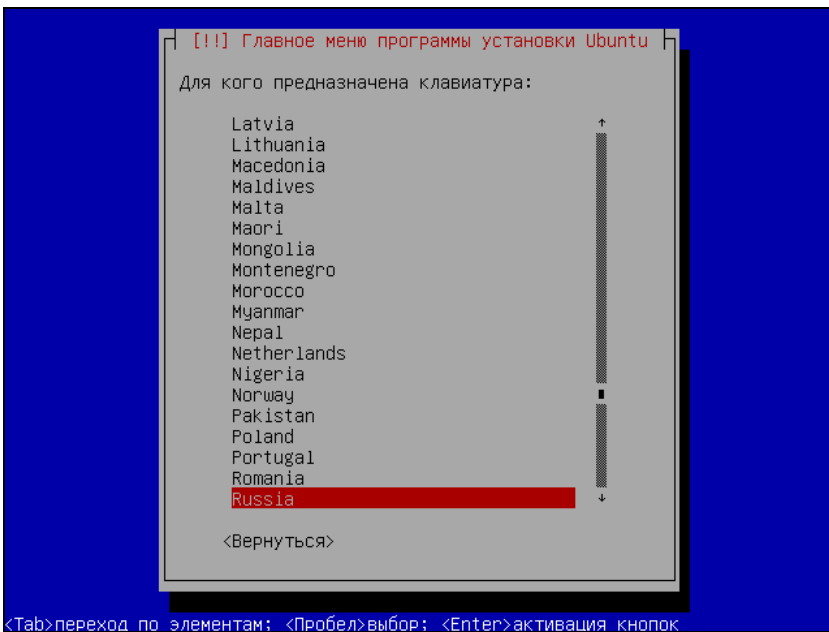 [!!] Главное меню программы установки Ubuntu
Для кого предназначена клавиатура:
Latvia
Lithuania
Macedonia
Maldives
Malta
Maori
Mongolia
Montenegro
Morocco
Myanmar
Nepal
Netherlands
Nigeria
Norway
Pakistan
Poland
Portugal
Romania
Russia
<Вернуться>
<Tab>переход по элементам; <Пробел>выбор; <Enter>активация кнопок